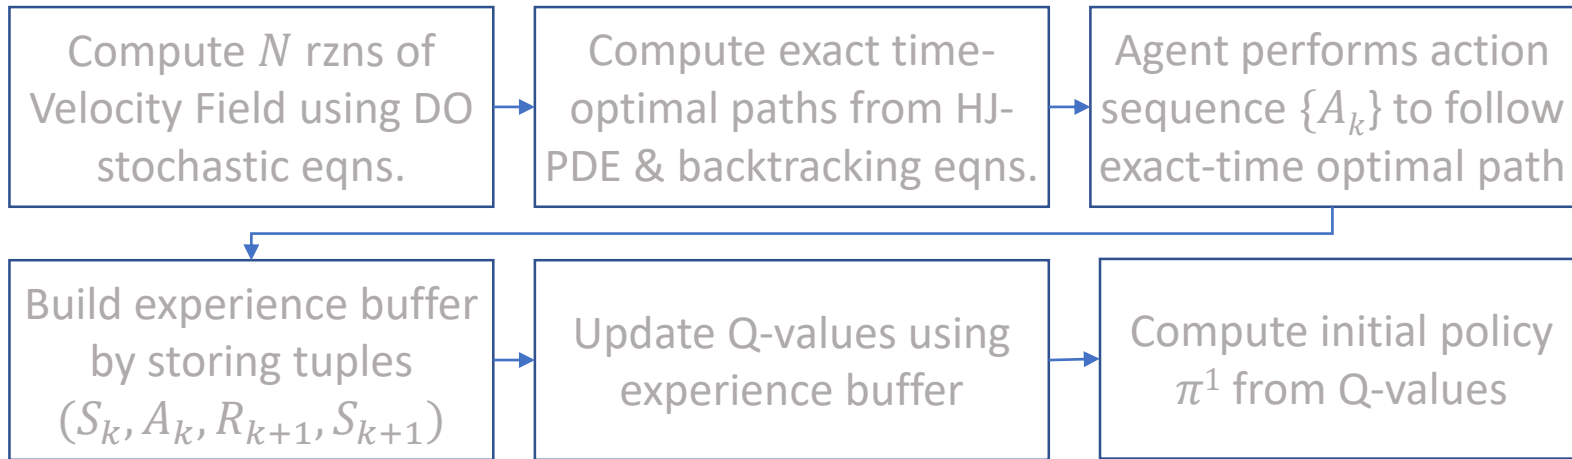 Compute N rzns of
Velocity Field using DO
stochastic eqns.
Compute exact time-
optimal paths from HJ-
PDE & backtracking eqns.
Agent performs action
sequence {A_k} to follow
exact-time optimal path
Build experience buffer
by storing tuples
(S_k, A_k, R_{k+1}, S_{k+1})
Update Q-values using
experience buffer
Compute initial policy
π^1 from Q-values